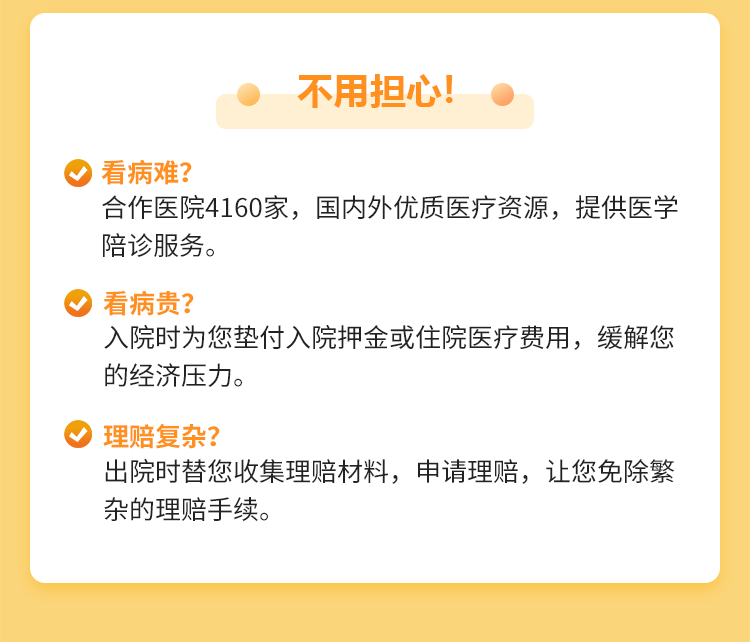 不用担心!
看病难?
合作医院4160家，国内外优质医疗资源，提供医学
陪诊服务。
看病贵?
入院时为您垫付入院押金或住院医疗费用，缓解您
的经济压力。
理赔复杂?
出院时替您收集理赔材料，申请理赔，让您免除繁
杂的理赔手续。